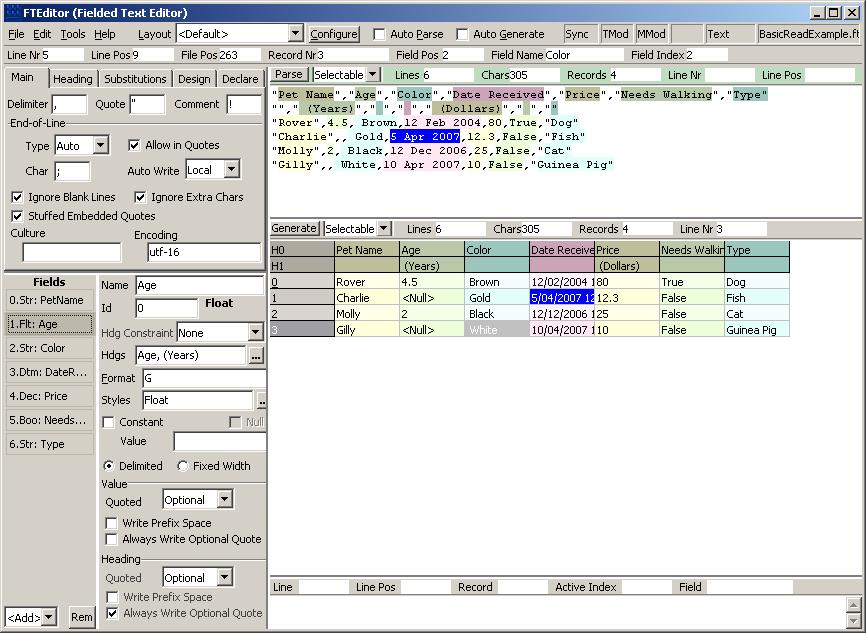 FTEditor (Fielded Text Editor)
File Edit Tools Help Layout <Default> Configure Auto Parse Auto Generate Sync TMod MMod Text BasicReadExample.ft
Line Nr 5 Line Pos 9 File Pos 263 Record Nr 3 Field Pos 2 Field Name Color Field Index 2
Main Heading Substitutions Design Declare
Delimiter , Quote " Comment !
End-of-Line
Type Auto Allow in Quotes
Char ; Auto Write Local
Ignore Blank Lines Ignore Extra Chars
Stuffed Embedded Quotes
Culture Encoding
utf-16
Parse Selectable Lines 6 Chars 305 Records 4 Line Nr Line Pos
"Pet Name","Age","Color","Date Received","Price","Needs Walking","Type"
"","(Years)","","","(Dollars)","",""
"Rover",4.5, Brown,12 Feb 2004,80,True,"Dog"
"Charlie",, Gold,5 Apr 2007,12.3,False,"Fish"
"Molly",2, Black,12 Dec 2006,25,False,"Cat"
"Gilly",, White,10 Apr 2007,10,False,"Guinea Pig"
Generate Selectable Lines 6 Chars 305 Records 4 Line Nr 3
H0 Pet Name Age Color Date Receive Price Needs Walkin Type
H1 (Years) (Dollars)
0 Rover 4.5 Brown 12/02/2004 1 80 True Dog
1 Charlie <Null> Gold 5/04/2007 12 12.3 False Fish
2 Molly 2 Black 12/12/2006 1 25 False Cat
3 Gilly <Null> White 10/04/2007 1 10 False Guinea Pig
Fields
0.Str: PetName
1.Flt: Age
2.Str: Color
3.Dtm: DateR...
4.Dec: Price
5.Boo: Needs...
6.Str: Type
<Add> Rem
Name Age
Id 0 Float
Hdg Constraint None
Hdgs Age, (Years) ...
Format G
Styles Float ..
Constant Null
Value
Delimited Fixed Width
Value
Quoted Optional
Write Prefix Space
Always Write Optional Quote
Heading
Quoted Optional
Write Prefix Space
Always Write Optional Quote
Line Line Pos Record Active Index Field